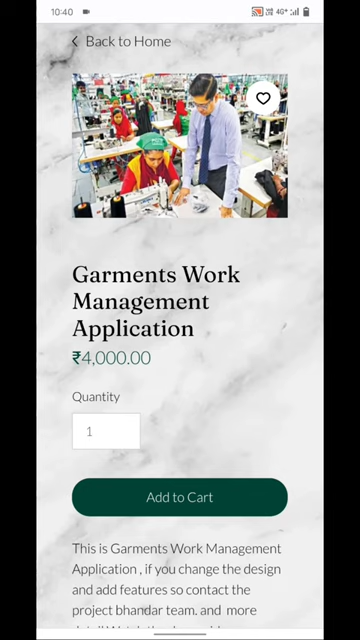 10:40
4G+
Back to Home
Garments Work
Management
Application
₹4,000.00
Quantity
1
Add to Cart
This is Garments Work Management
Application , if you change the design
and add features so contact the
project bhandar team. and more